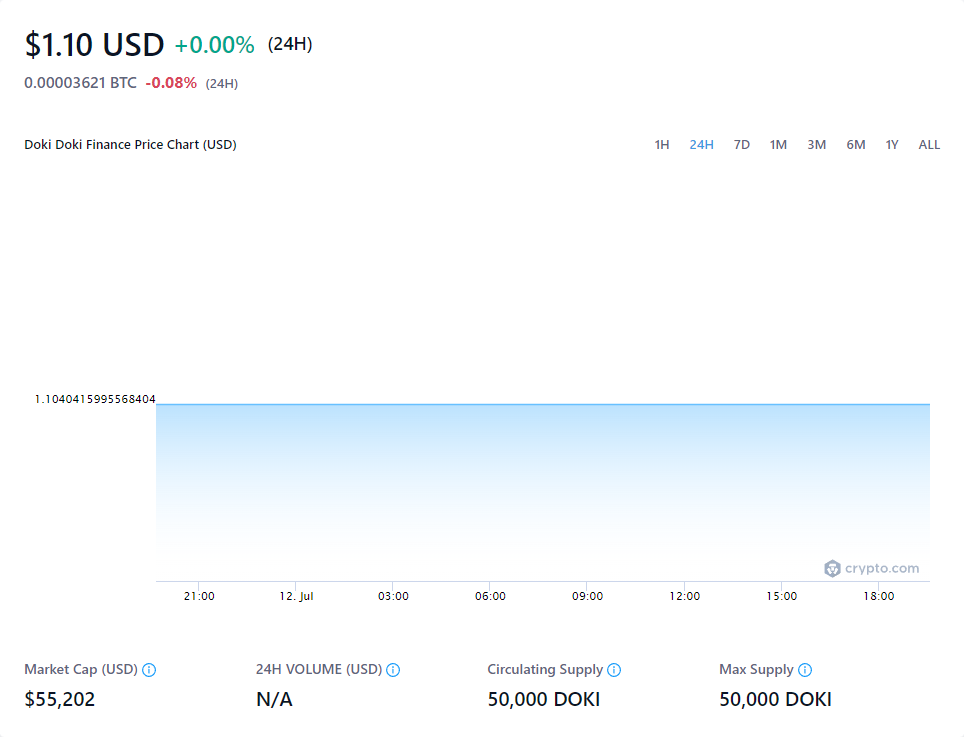 $1.10 USD +0.00% (24H)
0.00003621 BTC -0.08% (24H)
Doki Doki Finance Price Chart (USD) 1H 24H 7D 1M 3M 6M 1Y ALL
1.1040415995568404
crypto.com
21:00 12. Jul 03:00 06:00 09:00 12:00 15:00 18:00
Market Cap (USD) 24H VOLUME (USD) Circulating Supply Max Supply
$55,202 N/A 50,000 DOKI 50,000 DOKI